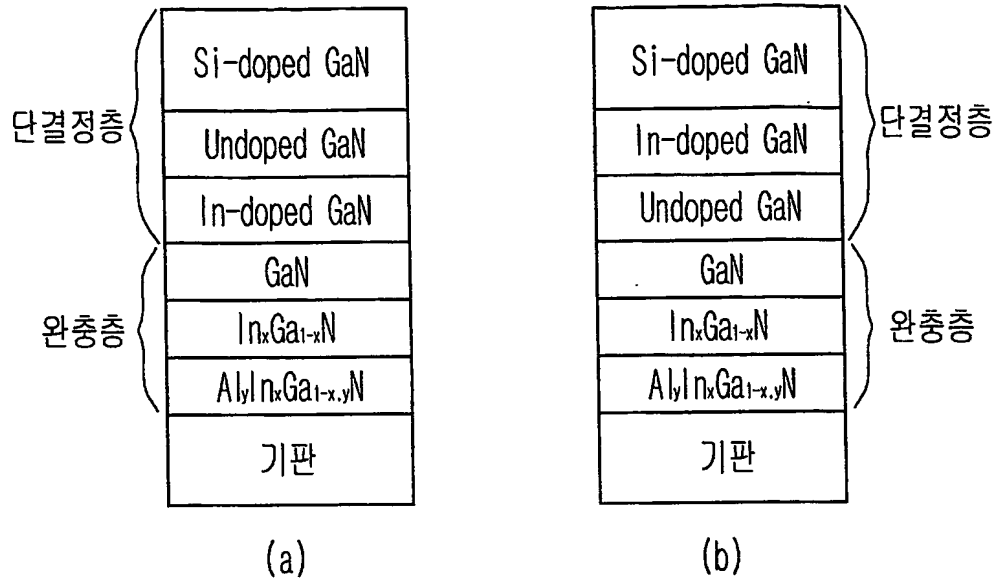 Si-doped GaN
Undoped GaN
In-doped GaN
GaN
InxGa1-xN
AlyInxGa1-x,yN
기판
단결정층
완충층
(a)
Si-doped GaN
In-doped GaN
Undoped GaN
GaN
InxGa1-xN
AlyInxGa1-x,yN
기판
단결정층
완충층
(b)